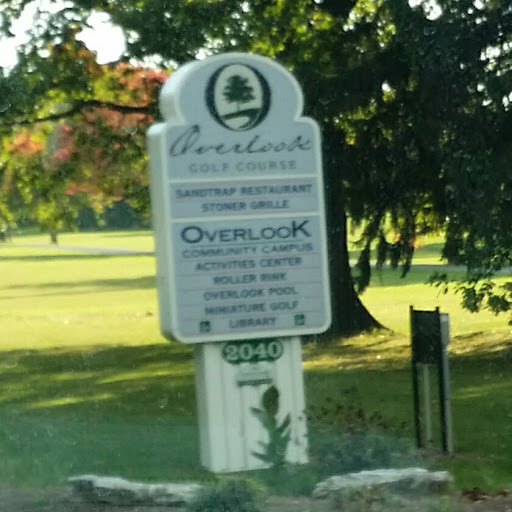 Overlook
GOLF COURSE
SANDTRAP RESTAURANT
STONER GRILLE
OVERLOOK
COMMUNITY CAMPUS
ACTIVITIES CENTER
ROLLER RINK
OVERLOOK POOL
MINIATURE GOLF
LIBRARY
2040